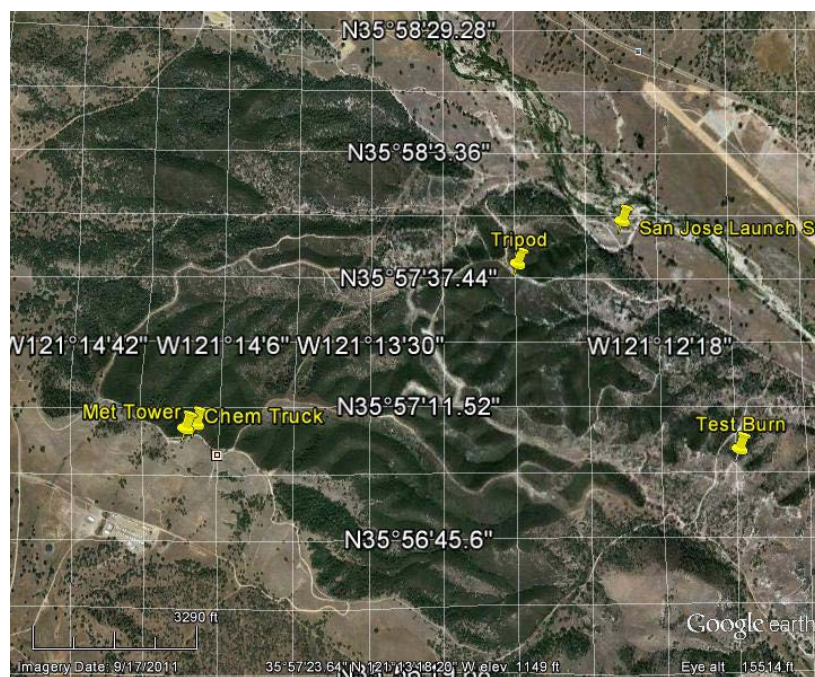 N35°58'29.28"
N35°58'3.36"
San Jose Launch S
Tripod
N35°57'37.44"
W121°14'42" W121°14'6" W121°13'30" W121°12'18"
N35°57'11.52"
Met Tower Chem Truck
Test Burn
N35°56'45.6"
3290 ft
Google earth
Imagery Date: 9/17/2011 35°57'23.64" N 121°13'18.20" W elev 1149 ft Eye alt 15514 ft